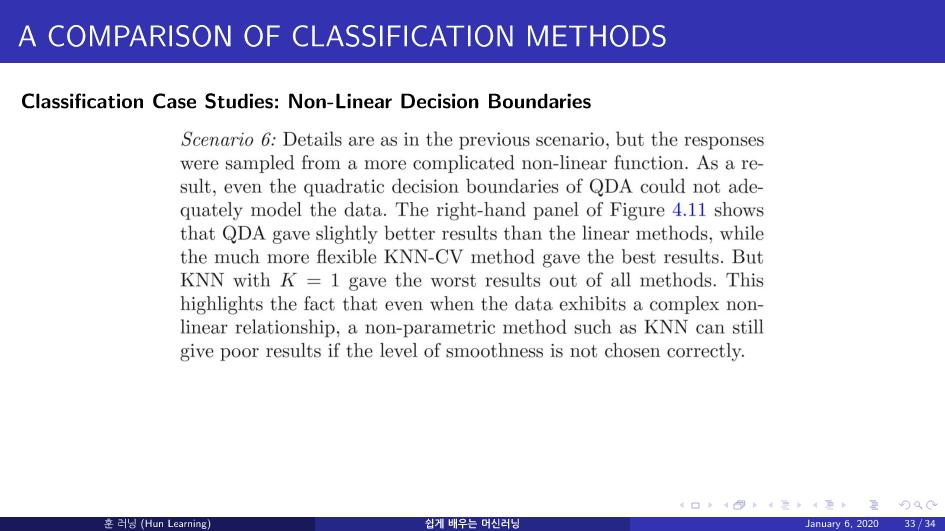 A COMPARISON OF CLASSIFICATION METHODS
Classification Case Studies: Non-Linear Decision Boundaries
Scenario 6: Details are as in the previous scenario, but the responses
were sampled from a more complicated non-linear function. As a re-
sult, even the quadratic decision boundaries of QDA could not ade-
quately model the data. The right-hand panel of Figure 4.11 shows
that QDA gave slightly better results than the linear methods, while
the much more flexible KNN-CV method gave the best results. But
KNN with K = 1 gave the worst results out of all methods. This
highlights the fact that even when the data exhibits a complex non-
linear relationship, a non-parametric method such as KNN can still
give poor results if the level of smoothness is not chosen correctly.
훈 러닝 (Hun Learning) 쉽게 배우는 머신러닝 January 6, 2020 33 / 34